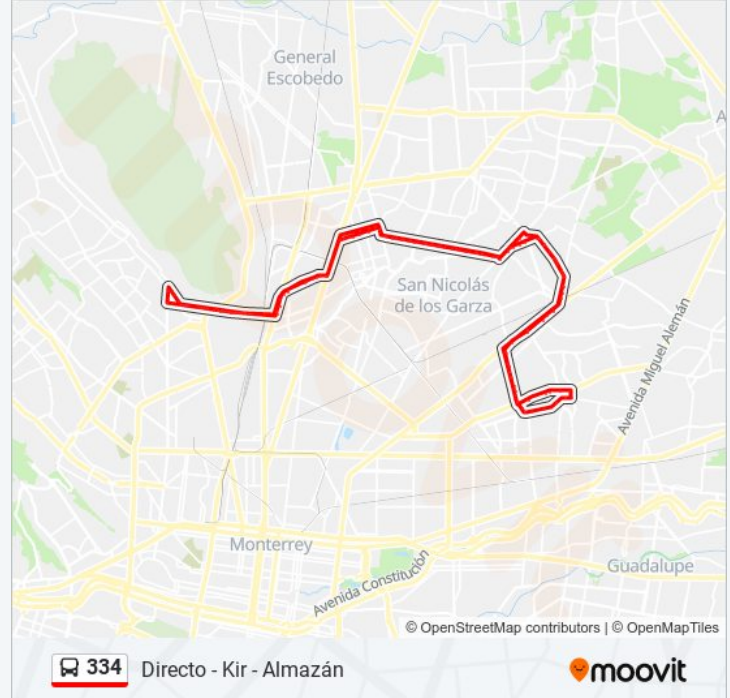 General
Escobedo
A
San Nicolás
de los Garza
Avenida Miguel Alemán
Monterrey
Avenida Constitución
Guadalupe
© OpenStreetMap contributors | © OpenMapTiles
334 Directo - Kir - Almazán
moovit